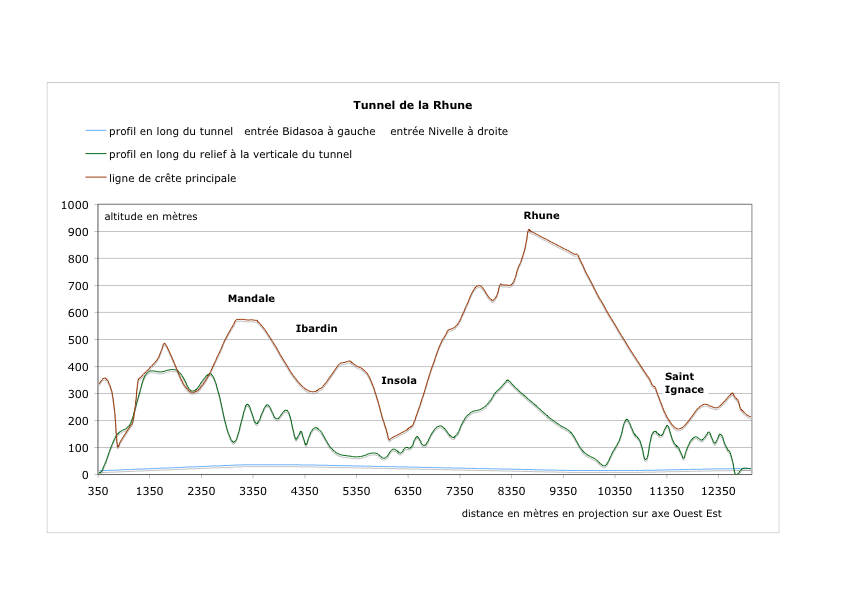 Tunnel de la Rhune
profil en long du tunnel entrée Bidasoa à gauche entrée Nivelle à droite
profil en long du relief à la verticale du tunnel
ligne de crête principale
1000
altitude en mètres
Rhune
900
800
700
Mandale
600
Ibardin
500
400
Insola
Saint
Ignace
300
200
100
0
350 1350 2350 3350 4350 5350 6350 7350 8350 9350 10350 11350 12350
distance en mètres en projection sur axe Ouest Est